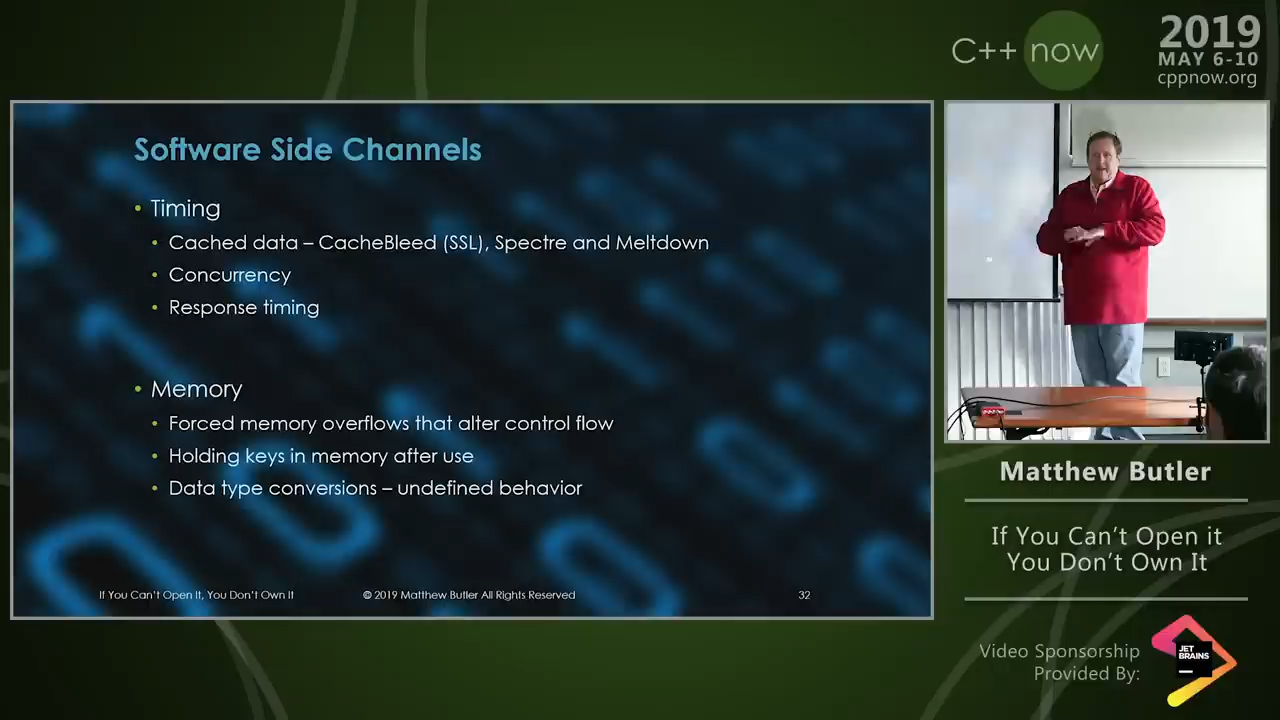 C++ now
2019
MAY 6-10
cppnow.org
Software Side Channels
• Timing
• Cached data – CacheBleed (SSL), Spectre and Meltdown
• Concurrency
• Response timing
• Memory
• Forced memory overflows that alter control flow
• Holding keys in memory after use
• Data type conversions – undefined behavior
If You Can't Open It, You Don't Own It
© 2019 Matthew Butler All Rights Reserved
32
Matthew Butler
If You Can't Open it
You Don't Own It
Video Sponsorship
Provided By:
JET
BRAINS